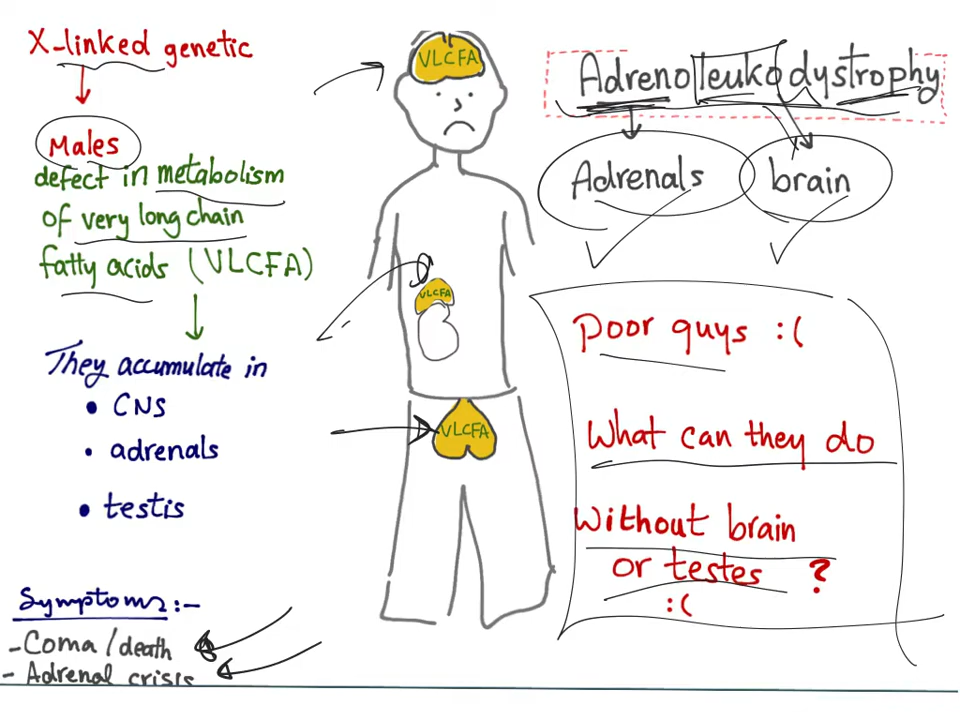 X-linked genetic
Males
defect in metabolism
of very long chain
fatty acids (VLCFA)
They accumulate in
• CNS
• adrenals
• testis
Symptoms:-
- Coma/death
- Adrenal crisis
VLCFA
VLCFA
VLCFA
Adrenoleukodystrophy
Adrenals brain
Poor guys :(
What can they do
Without brain
or testes ?
:(